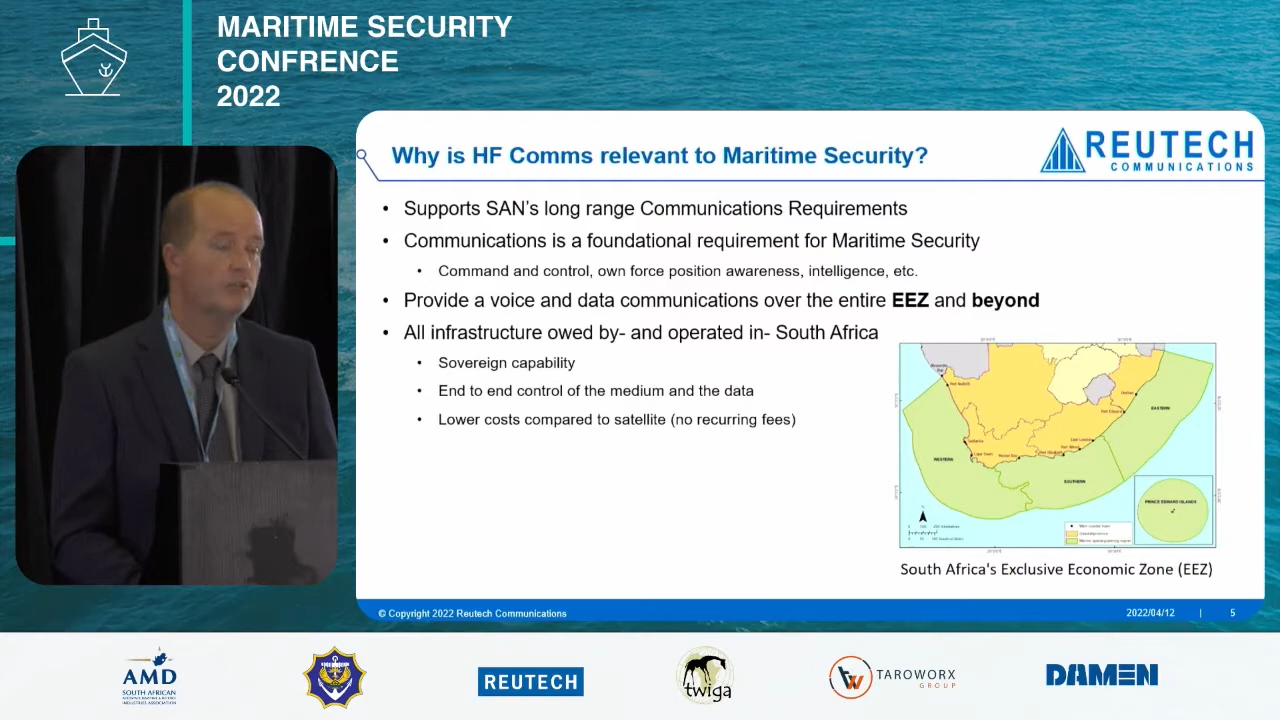 MARITIME SECURITY
CONFRENCE
2022
Why is HF Comms relevant to Maritime Security?
REUTECH
COMMUNICATIONS
• Supports SAN's long range Communications Requirements
• Communications is a foundational requirement for Maritime Security
• Command and control, own force position awareness, intelligence, etc.
• Provide a voice and data communications over the entire EEZ and beyond
• All infrastructure owed by- and operated in- South Africa
• Sovereign capability
• End to end control of the medium and the data
• Lower costs compared to satellite (no recurring fees)
EASTERN
WESTERN
SOUTHERN
PRINCE EDWARD ISLANDS
Cape Town
South Africa's Exclusive Economic Zone (EEZ)
© Copyright 2022 Reutech Communications
2022/04/12 | 5
AMD
SOUTH AFRICAN
REUTECH
twiga
TAROWORX
GROUP
DAMEN